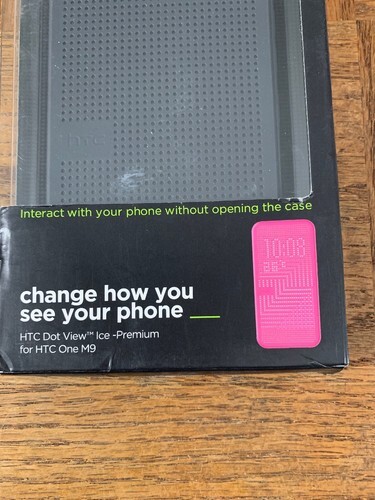 htc
Interact with your phone without opening the case
10:08
change how you
see your phone
HTC Dot View™ Ice -Premium
for HTC One M9